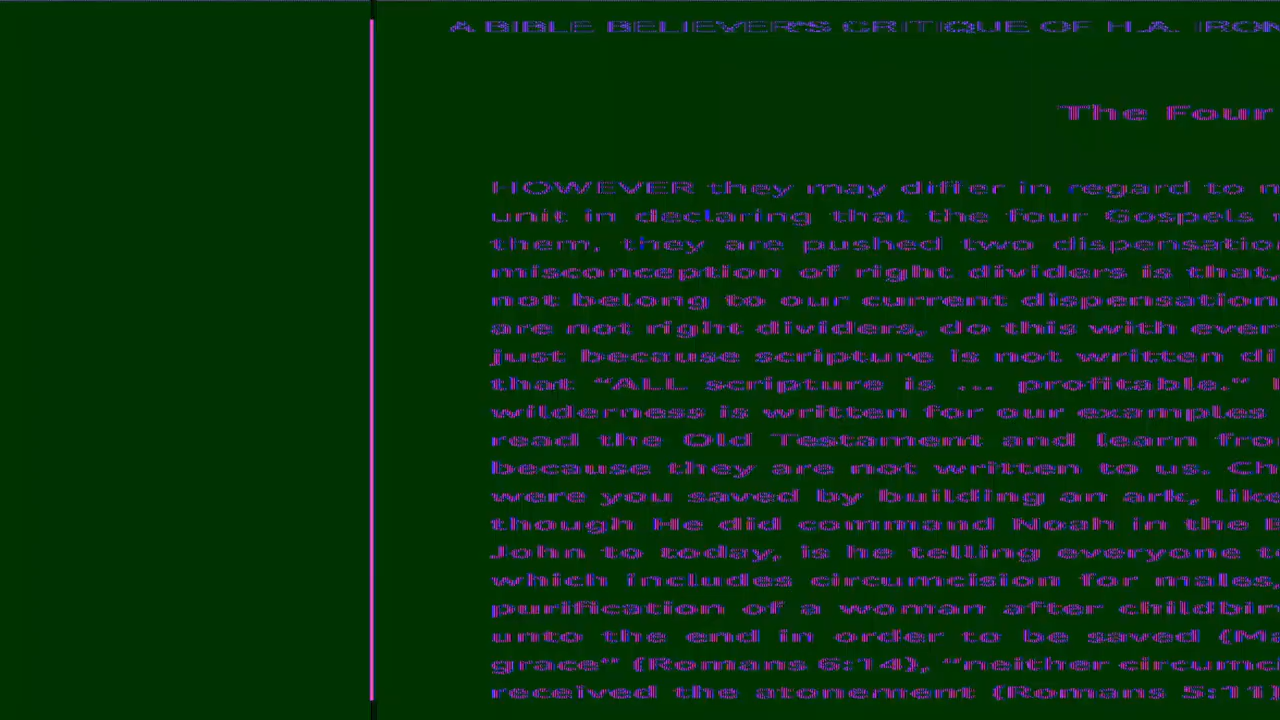 A BIBLE BELIEVER'S CRITIQUE OF H.A. IRON
The Four
HOWEVER they may differ in regard to
unit in declaring that the four Gospels
them, they are pushed two dispensatio
misconception of right dividers is that,
not belong to our current dispensation
are not right dividers, do this with ever
just because scripture is not written di
that “ALL scripture is ... profitable.”
wilderness is written for our examples
read the Old Testament and learn fro
because they are not written to us. Ch
were you saved by building an ark, like
though He did command Noah in the
John to today, is he telling everyone to
which includes circumcision for males,
purification of a woman after childbir
unto the end in order to be saved (Ma
grace” (Romans 6:14), “neither circumci
received the atonement (Romans 5:11)